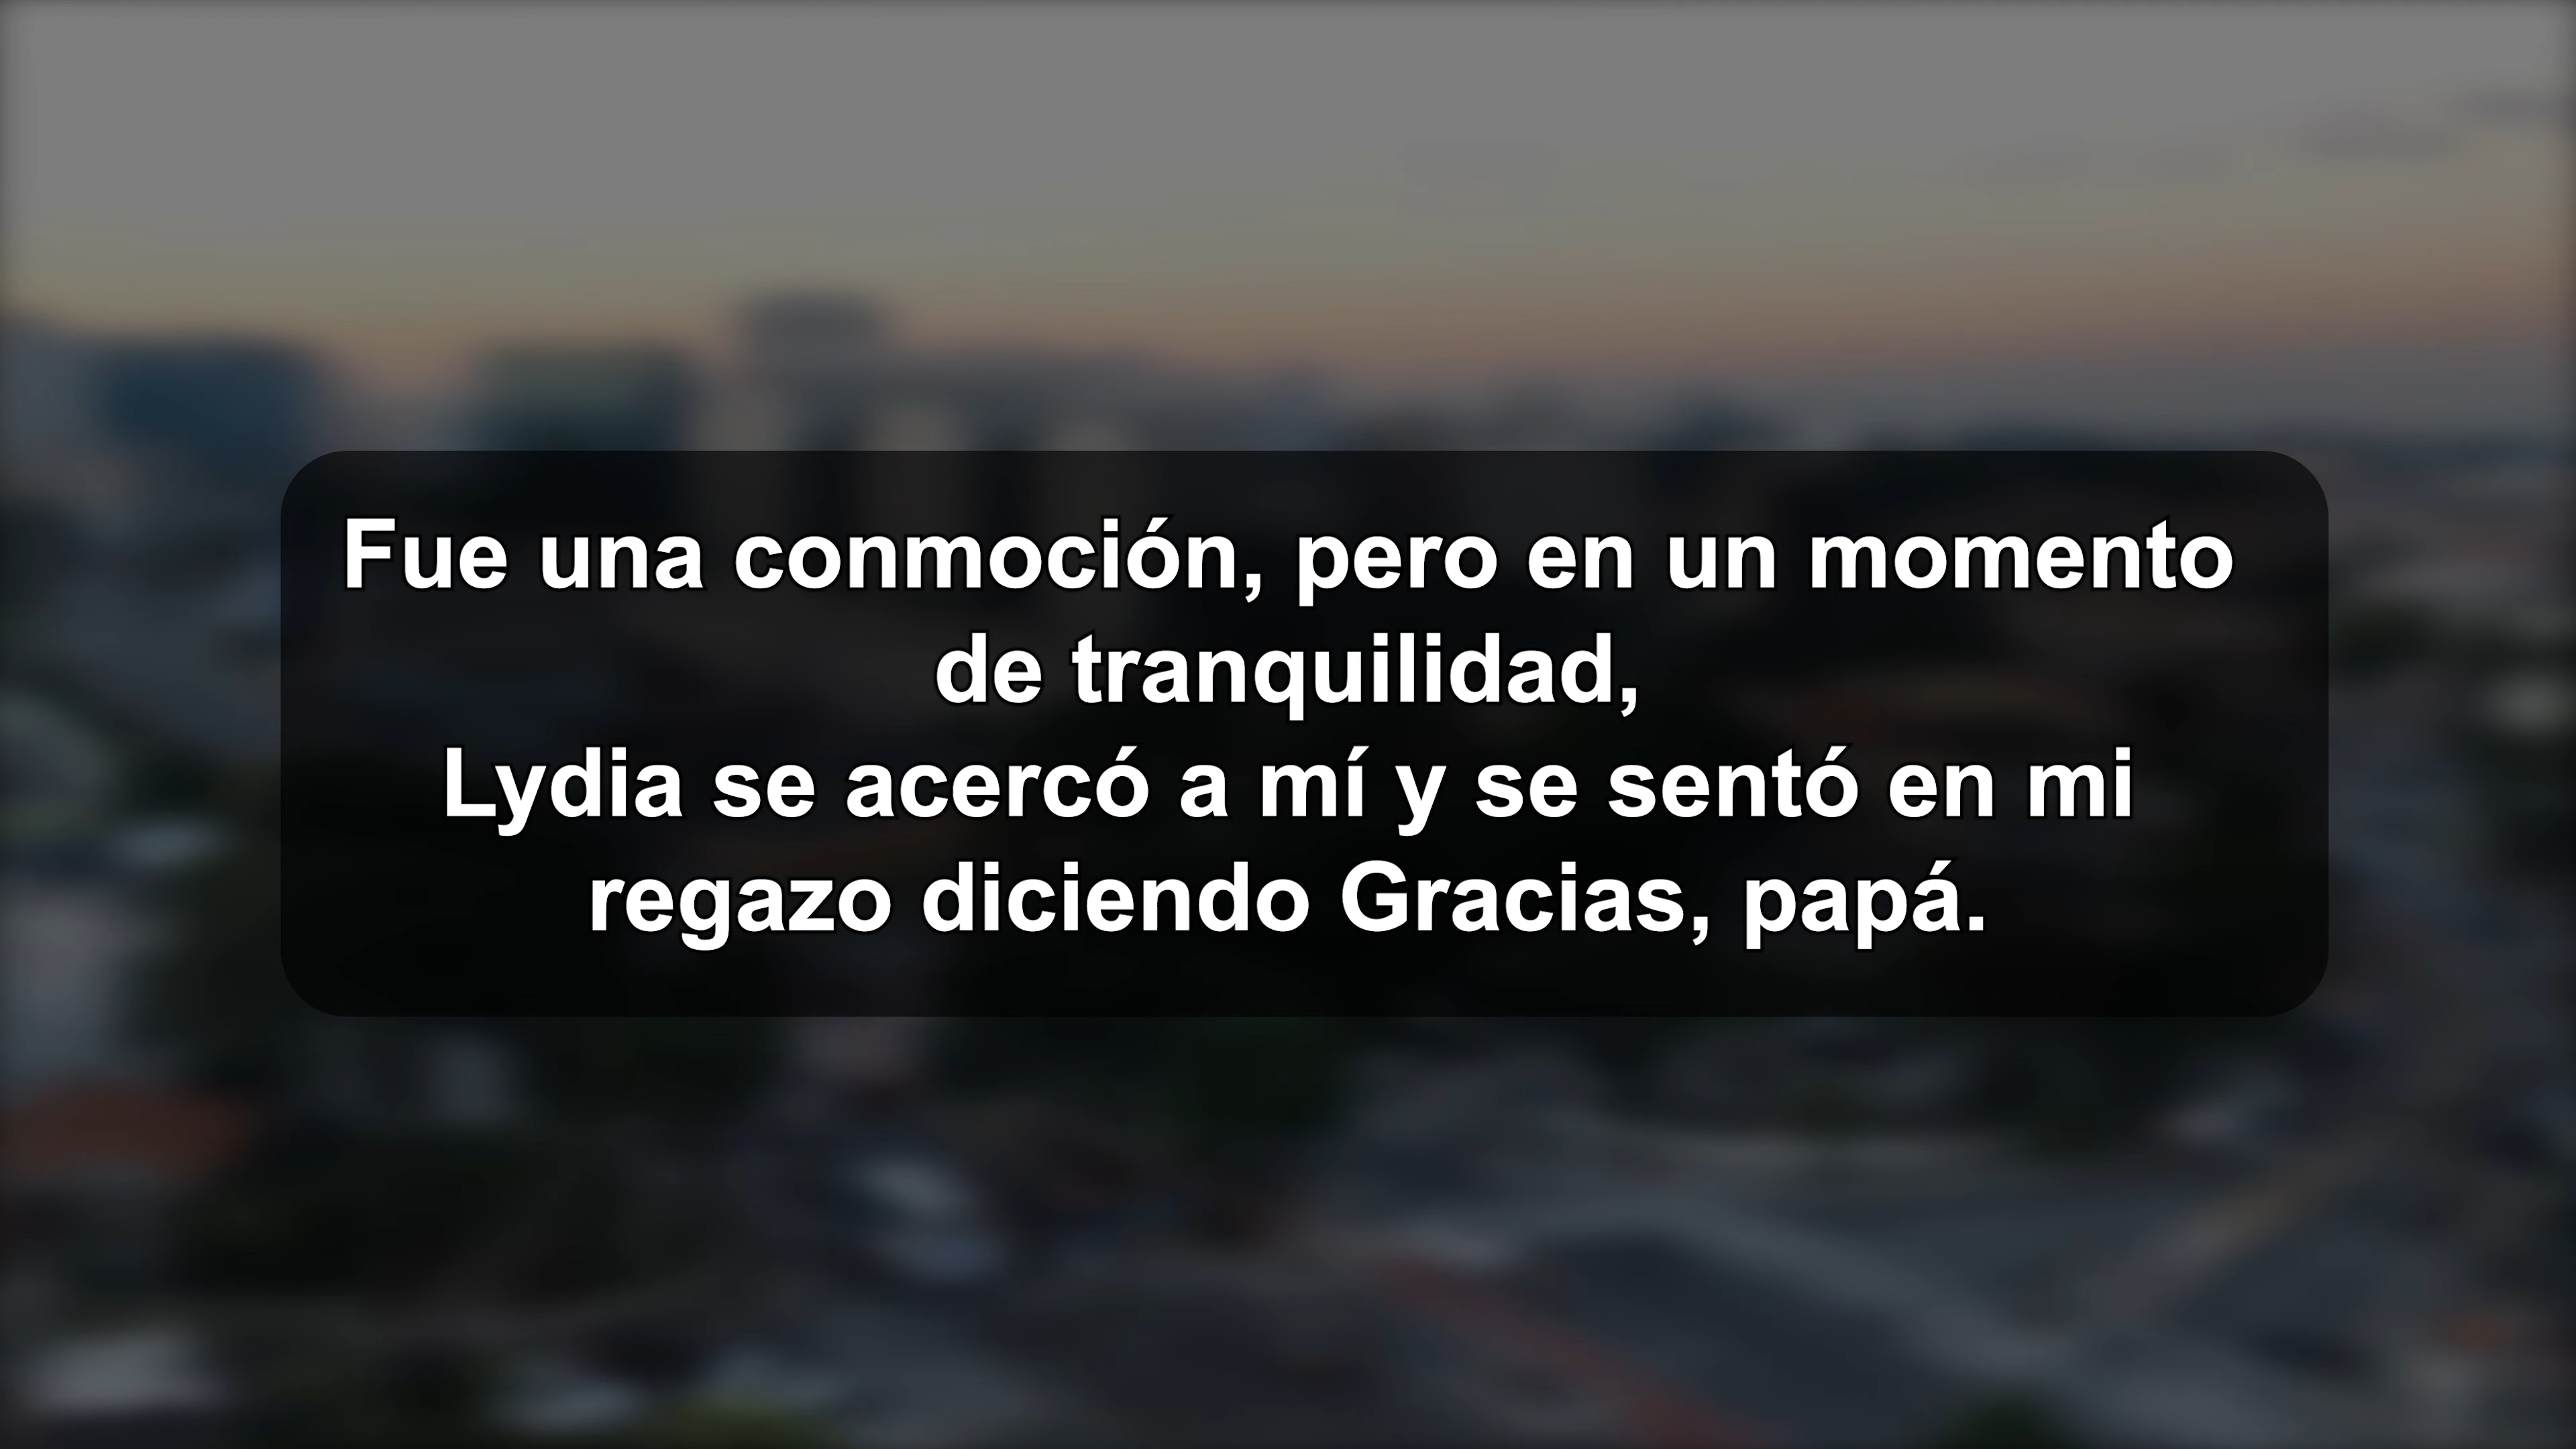 Fue una conmoción, pero en un momento
de tranquilidad,
Lydia se acercó a mí y se sentó en mi
regazo diciendo Gracias, papá.